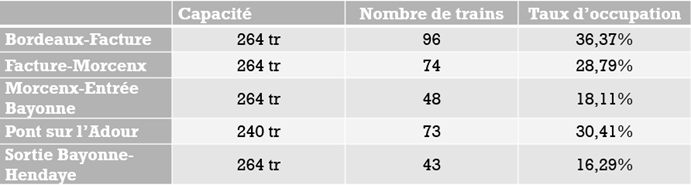 Capacité Nombre de trains Taux d'occupation
Bordeaux-Facture 264 tr 96 36,37%
Facture-Morcenx 264 tr 74 28,79%
Morcenx-Entrée
Bayonne 264 tr 48 18,11%
Pont sur l'Adour 240 tr 73 30,41%
Sortie Bayonne-
Hendaye 264 tr 43 16,29%